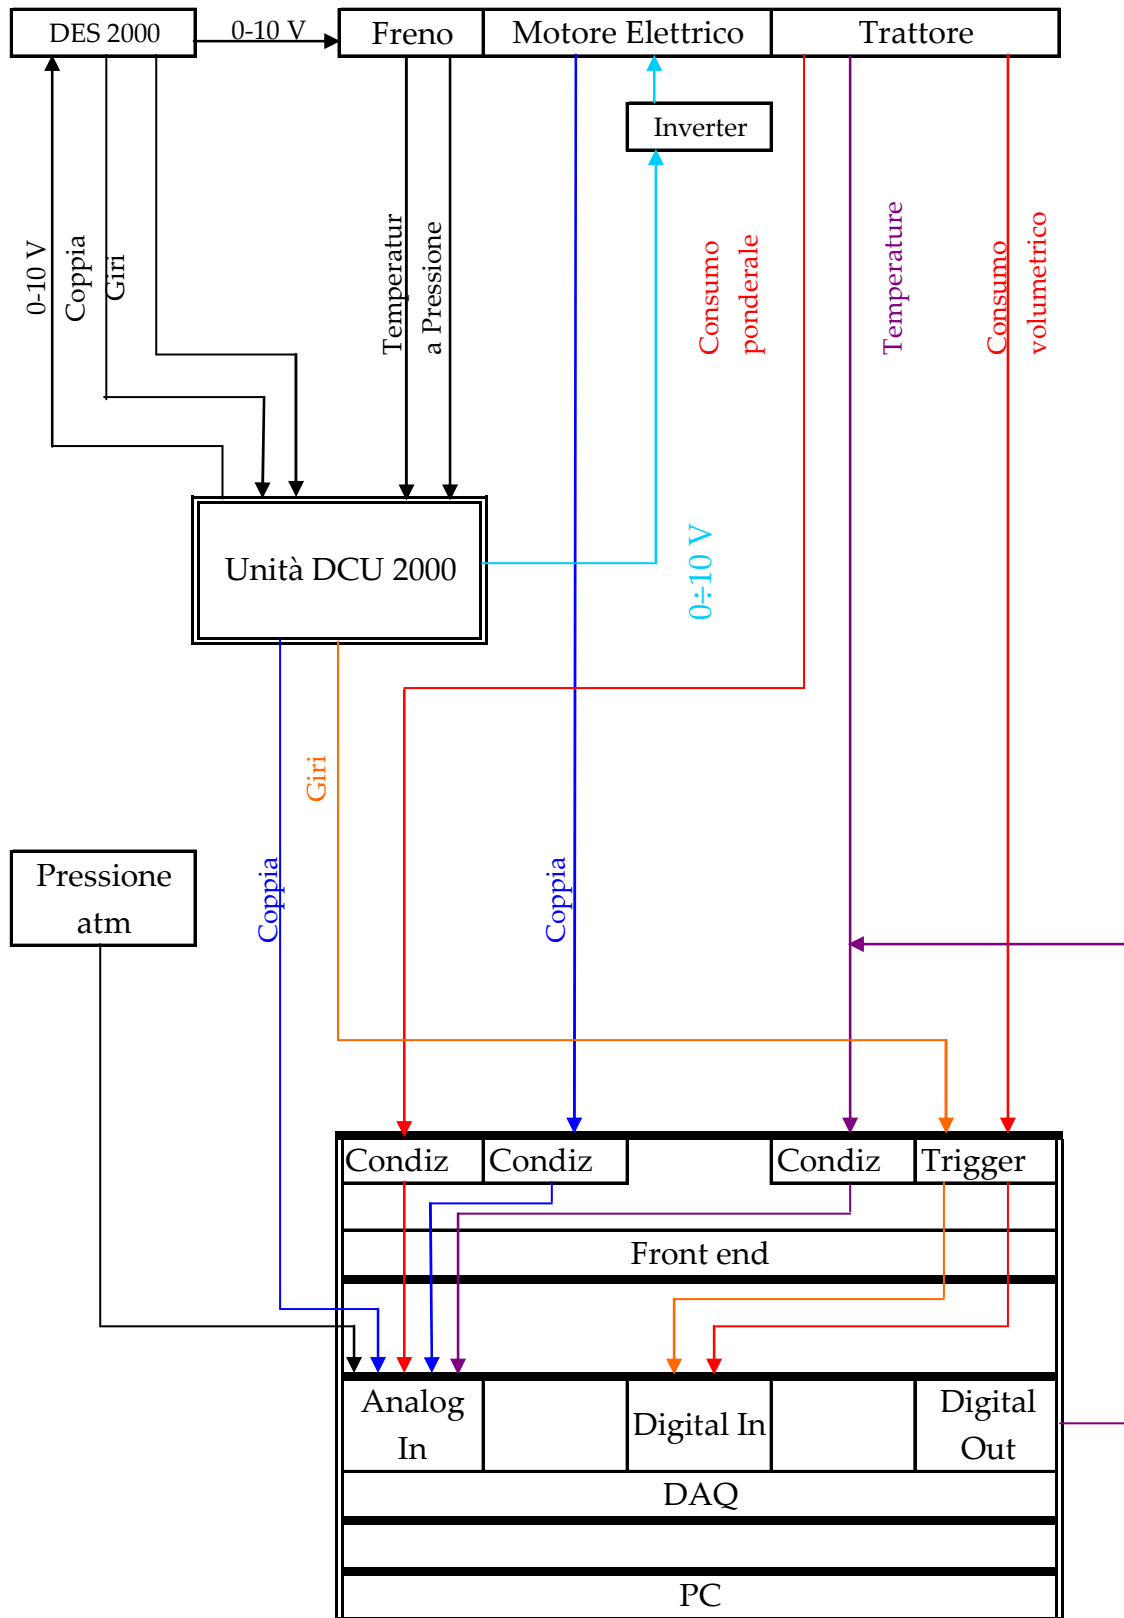 DES 2000
0-10 V
Freno
Motore Elettrico
Trattore
Inverter
0-10 V
Coppia
Giri
Temperatur
a Pressione
Consumo
ponderale
Temperature
Consumo
volumetrico
Unità DCU 2000
0÷10 V
Giri
Pressione
atm
Coppia
Coppia
Condiz
Condiz
Condiz
Trigger
Front end
Analog
In
Digital In
Digital
Out
DAQ
PC